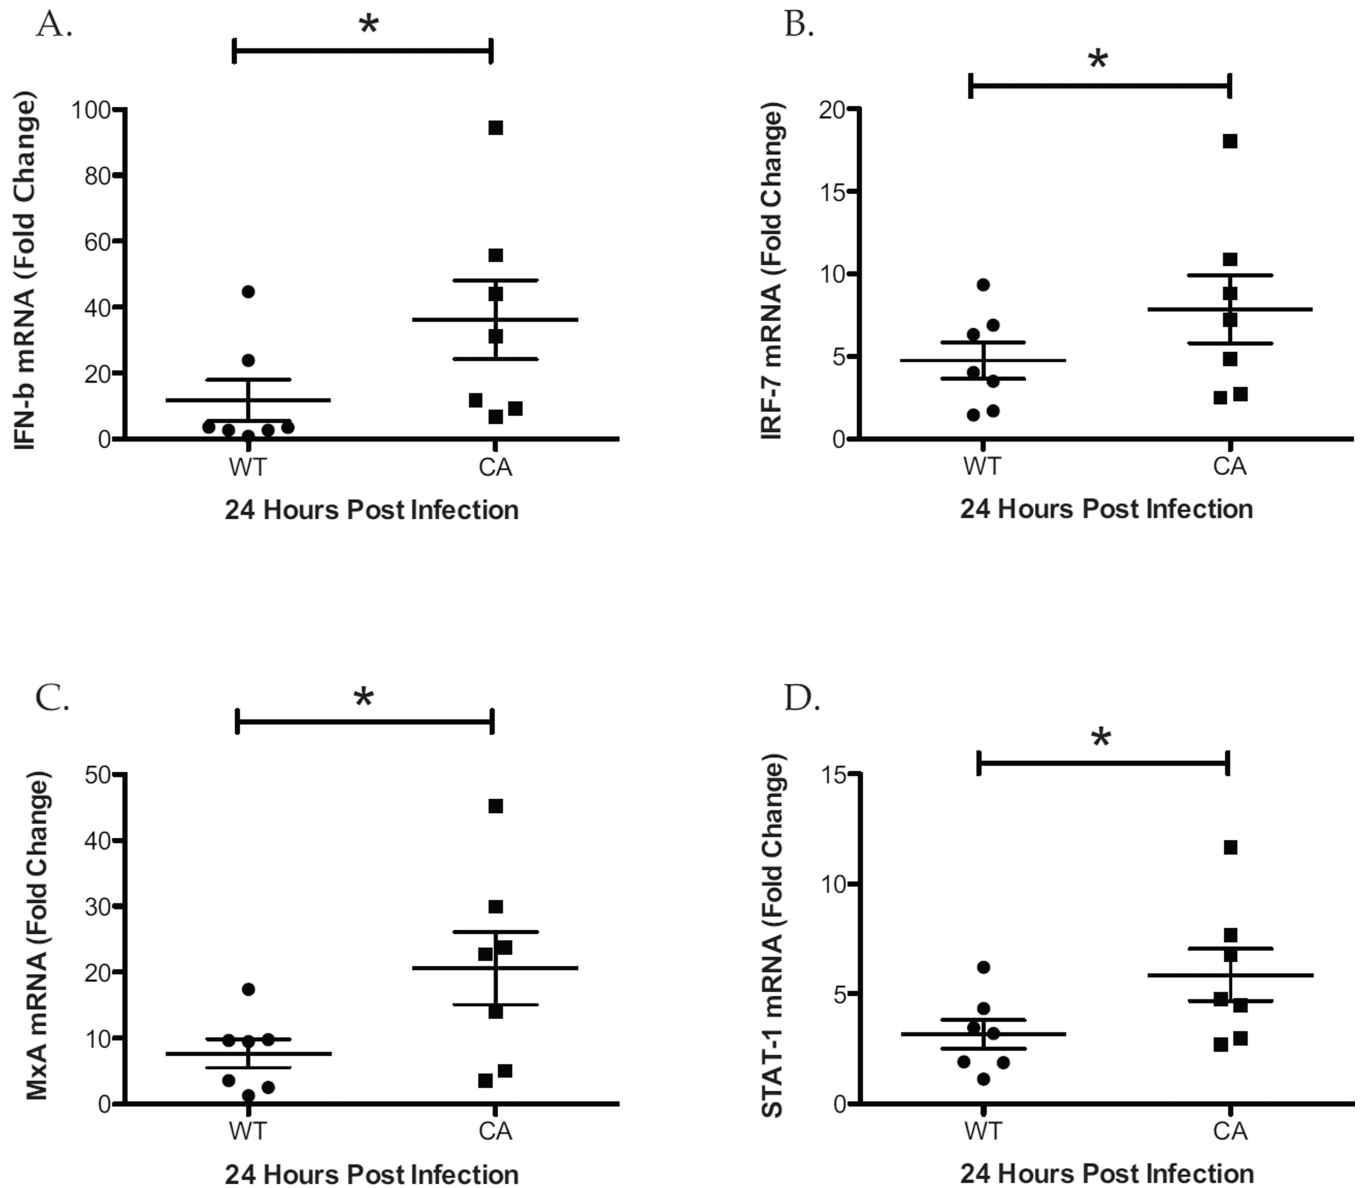 A.
*
IFN-b mRNA (Fold Change)
100
80
60
40
20
0
WT
CA
24 Hours Post Infection
B.
*
IRF-7 mRNA (Fold Change)
20
15
10
5
0
WT
CA
24 Hours Post Infection
C.
*
MxA mRNA (Fold Change)
50
40
30
20
10
0
WT
CA
24 Hours Post Infection
D.
*
STAT-1 mRNA (Fold Change)
15
10
5
0
WT
CA
24 Hours Post Infection